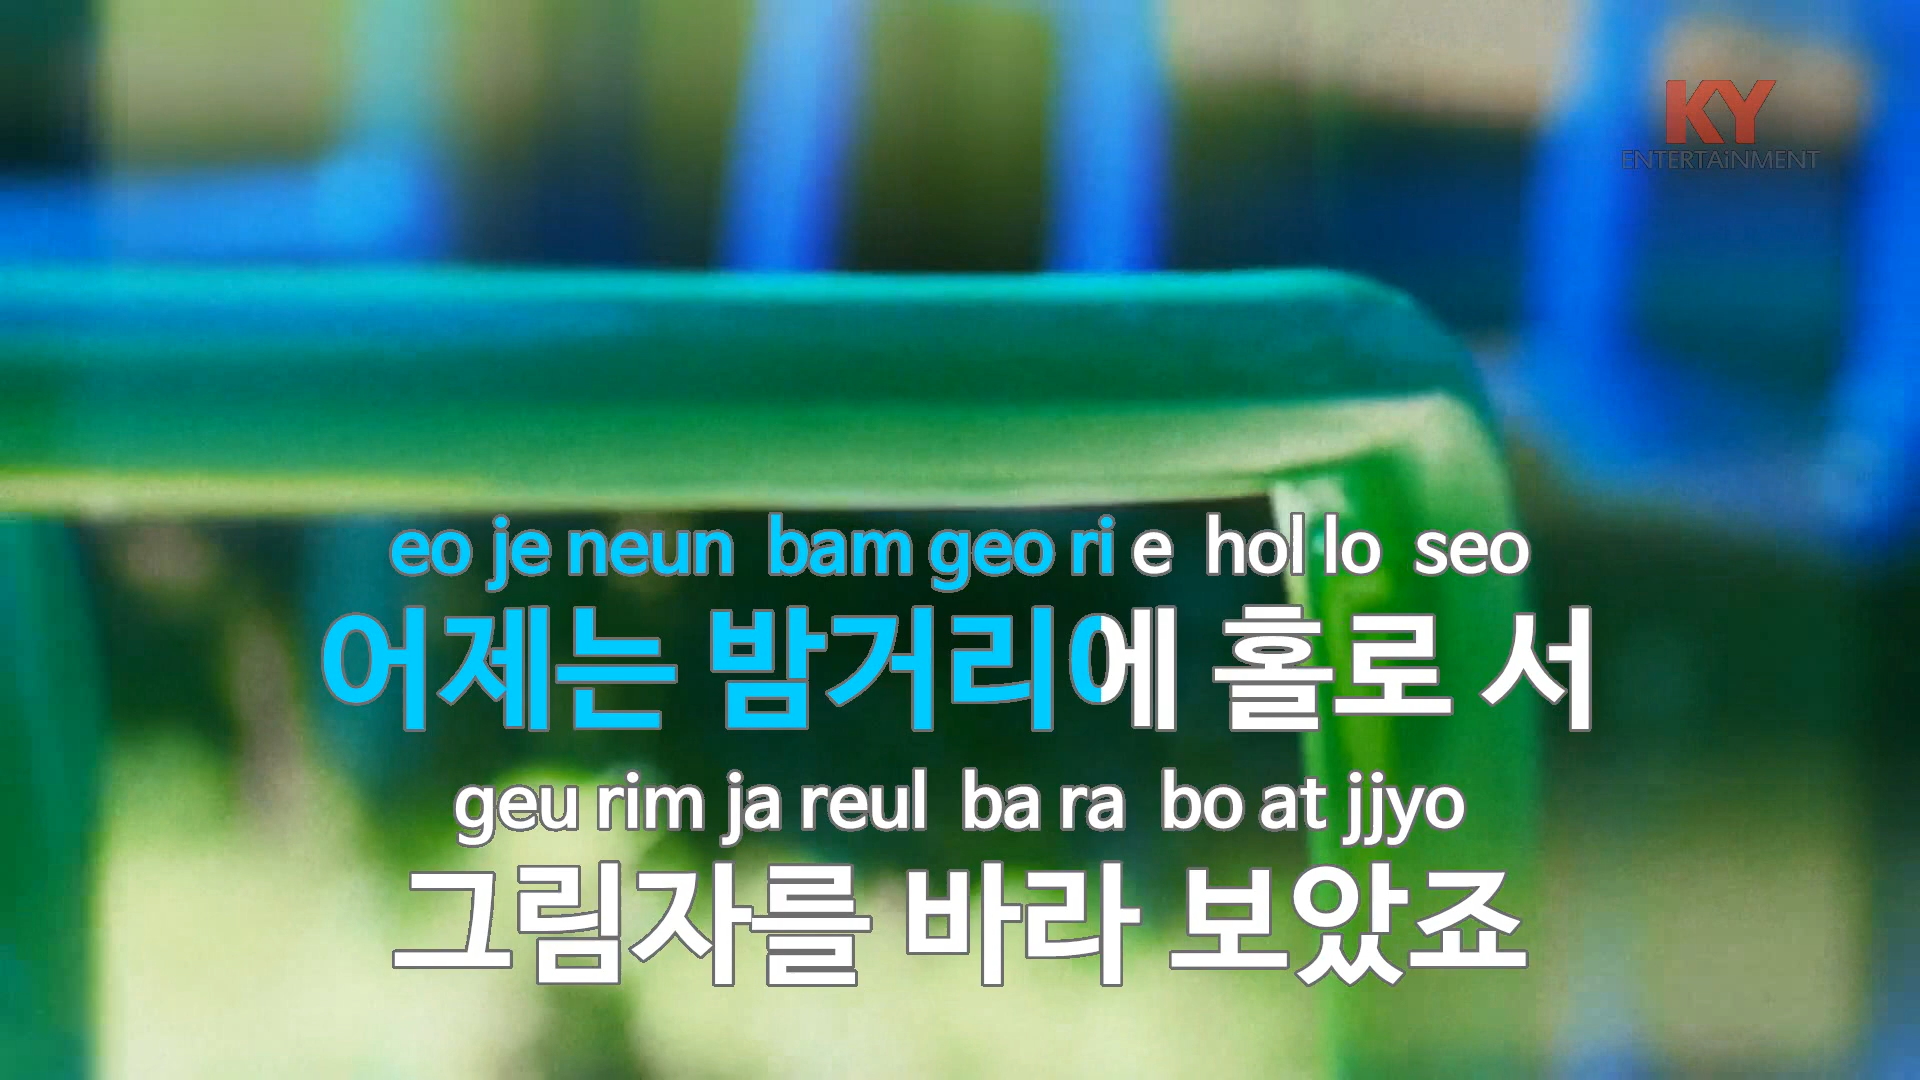 KY
ENTERTAiNMENT
eo je neun bam geo ri e hol lo seo
어제는 밤거리에 홀로 서
geu rim ja reul ba ra bo at jjyo
그림자를 바라 보았죠